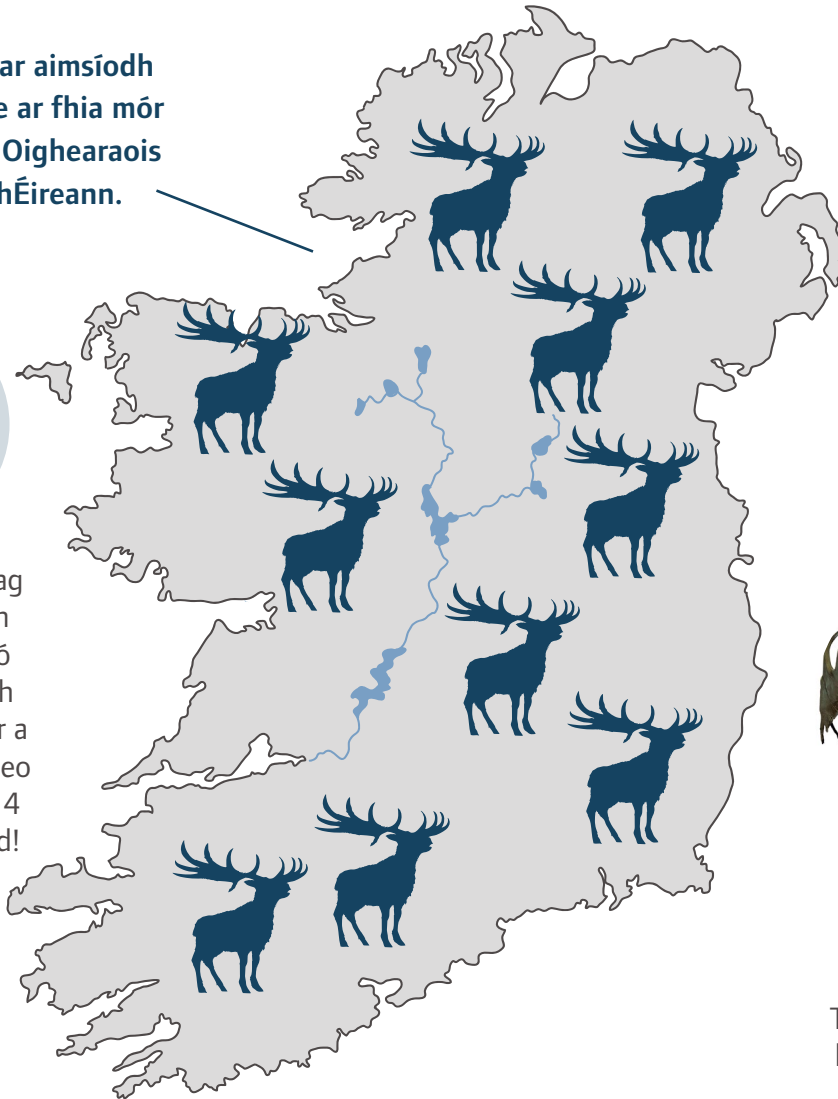 ar aimsíodh
e ar fhia mór
Oighearaois
hÉireann.
ag
ó
h
r a
eo
4
d!
T